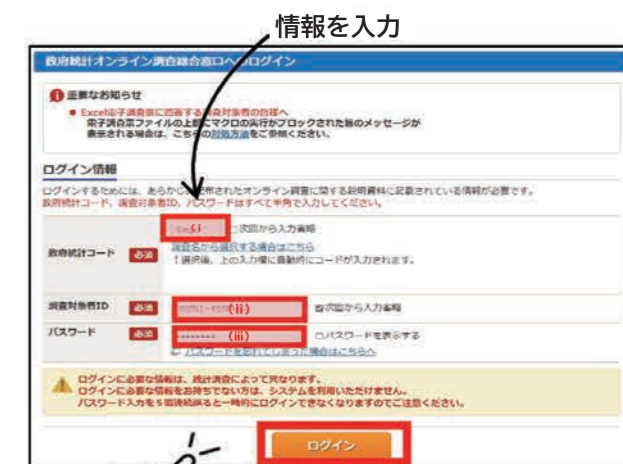 情報を入力
政府統計オンライン調査総合窓口へのログイン
重要なお知らせ
Excel電子調査票に回答する調査対象者の皆様へ
電子調査票ファイルの上部にマクロの実行がブロックされた旨のメッセージが
表示される場合は、こちらの対処方法をご参照ください。
ログイン情報
ログインするためには、あらかじめ配布されたオンライン調査に関する説明資料に記載されている情報が必要です。
政府統計コード、調査対象者ID、パスワードはすべて半角で入力してください。
(i) 次回から入力省略
政府統計コード 必須 調査名から選択する場合はこちら
↑選択後、上の入力欄に自動的にコードが入力されます。
調査対象者ID 必須 (ii) 次回から入力省略
パスワード 必須 (iii) パスワードを表示する
パスワードを忘れてしまった場合はこちらへ
ログインに必要な情報は、統計調査によって異なります。
ログインに必要な情報をお持ちでない方は、システムを利用いただけません。
パスワード入力を5回連続誤ると一時的にログインできなくなりますのでご注意ください。
ログイン